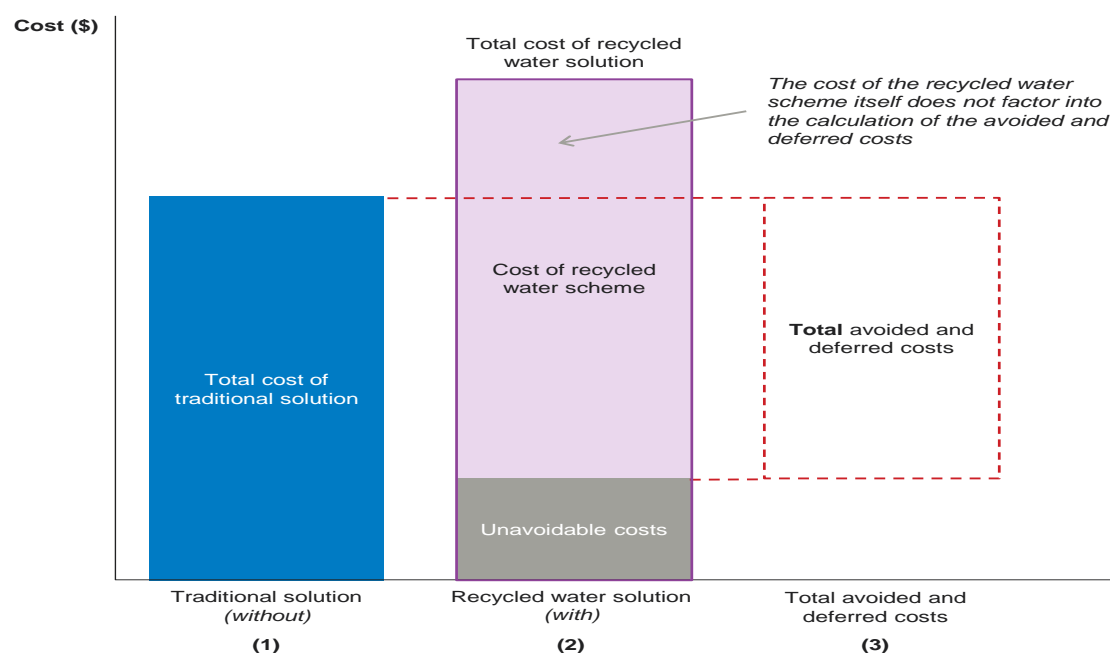 Cost ($)
Total cost of recycled
water solution
The cost of the recycled water
scheme itself does not factor into
the calculation of the avoided and
deferred costs
Cost of recycled
water scheme
Total avoided and
deferred costs
Total cost of
traditional solution
Unavoidable costs
Traditional solution
(without)
(1)
Recycled water solution
(with)
(2)
Total avoided and
deferred costs
(3)